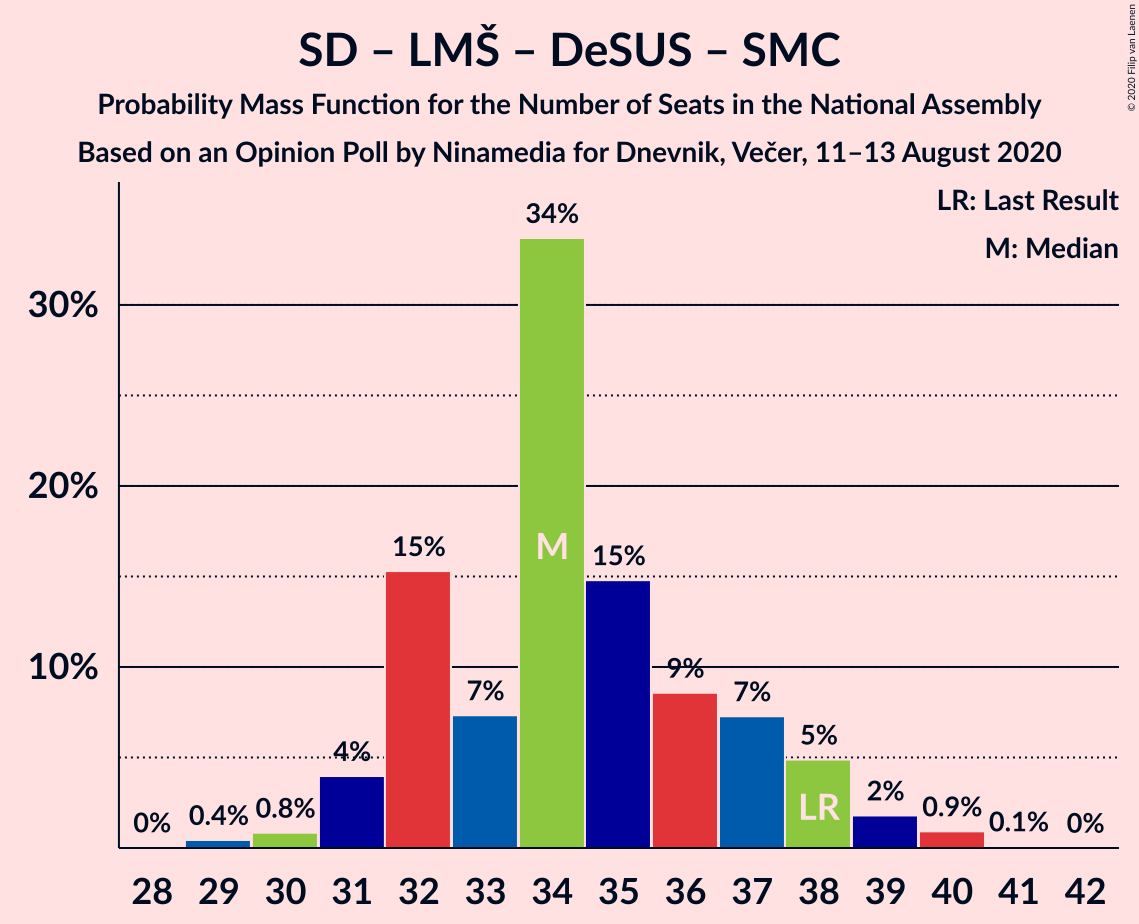 SD – LMŠ – DeSUS – SMC
Probability Mass Function for the Number of Seats in the National Assembly
Based on an Opinion Poll by Ninamedia for Dnevnik, Večer, 11–13 August 2020
© 2020 Filip van Laenen
LR: Last Result
M: Median
30%
20%
10%
0%
0.4%
0.8%
4%
15%
7%
34%
15%
9%
7%
5%
2%
0.9%
0.1%
0%
M
LR
28 29 30 31 32 33 34 35 36 37 38 39 40 41 42